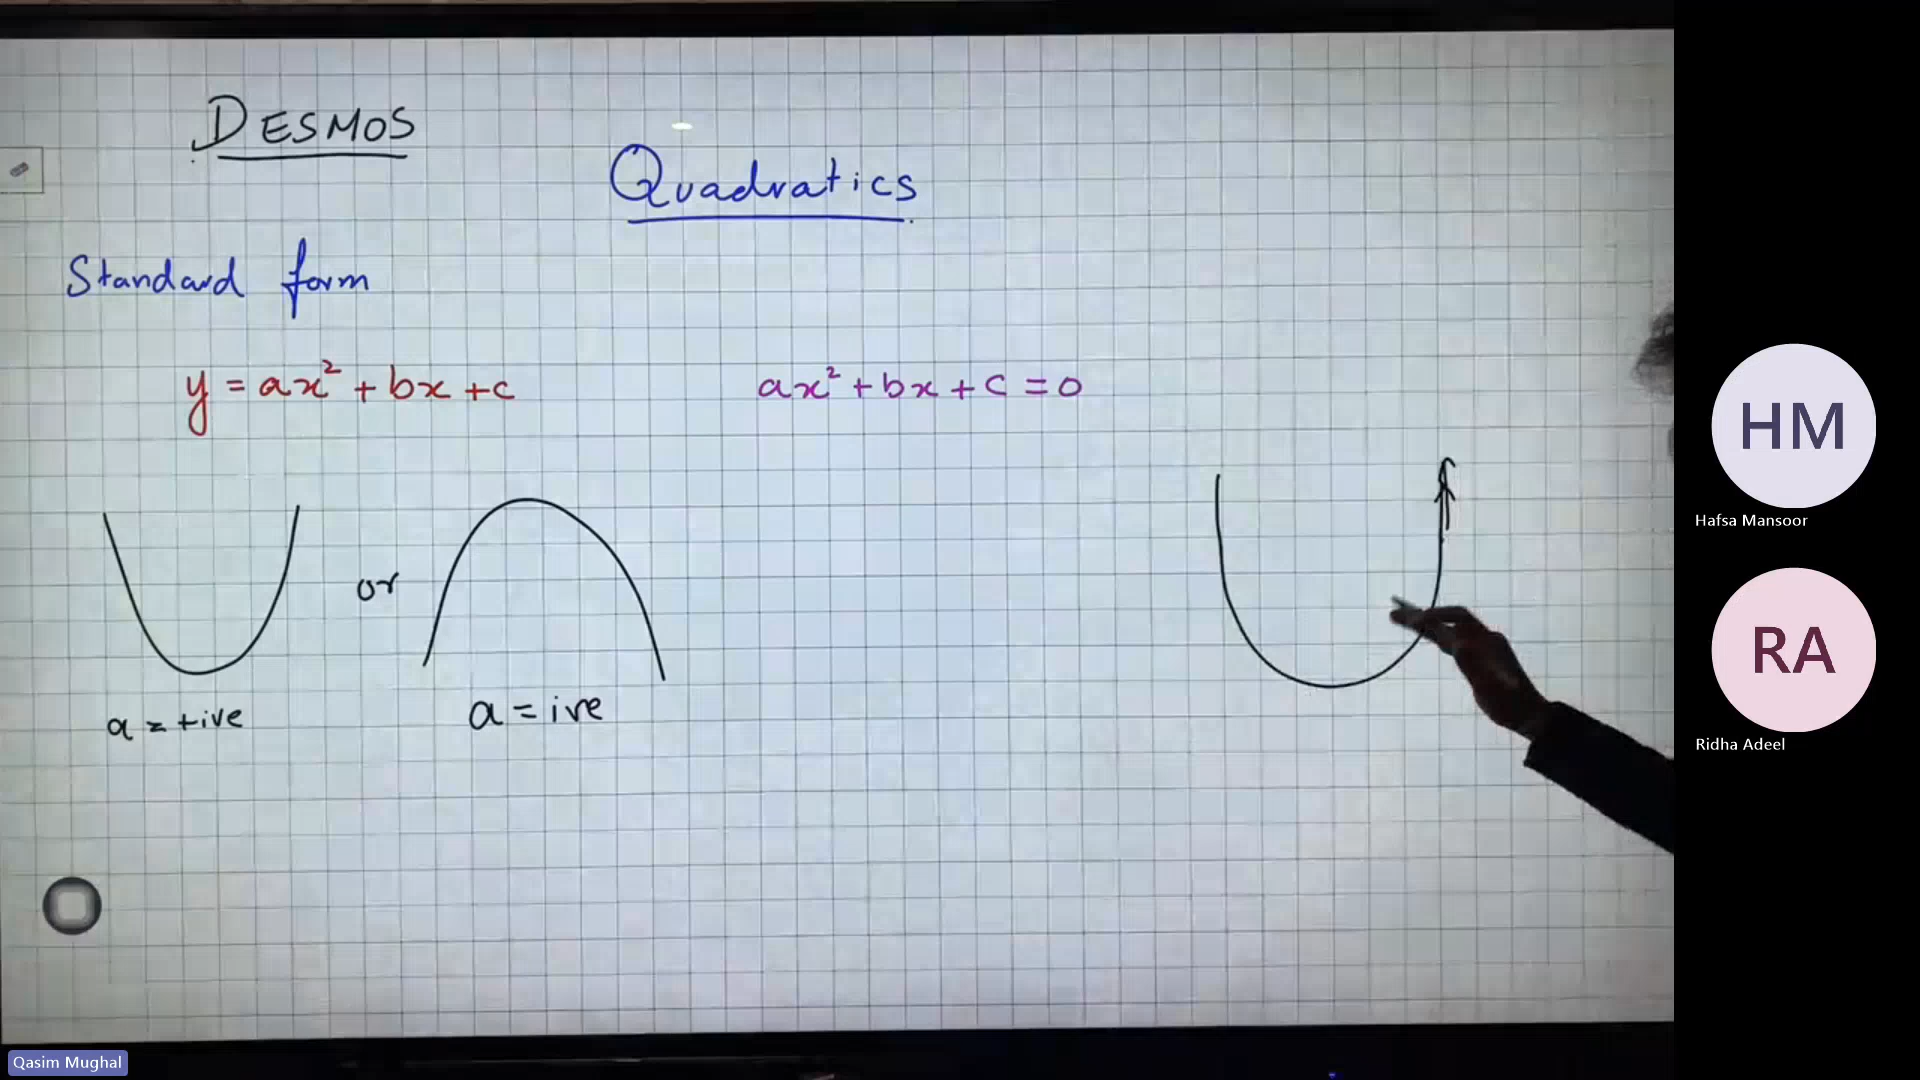 DESMOS
Quadratics
Standard form
y = ax² + bx + c
ax² + bx + c = 0
or
a = +ive
a = ive
HM
Hafsa Mansoor
RA
Ridha Adeel
Qasim Mughal